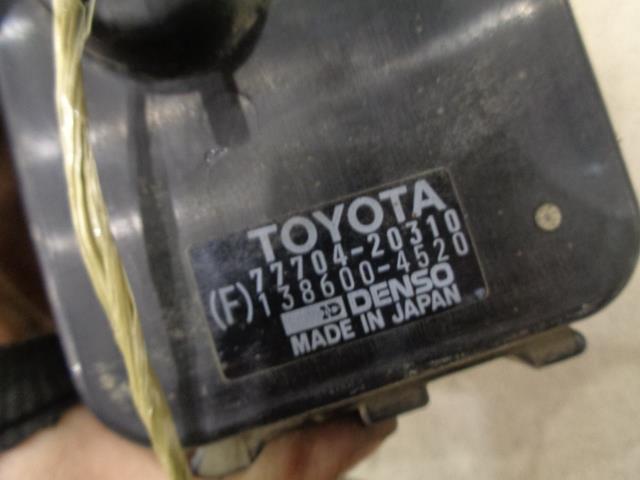 TOYOTA
77704-20310
(F) 138600-4520
DENSO
MADE IN JAPAN